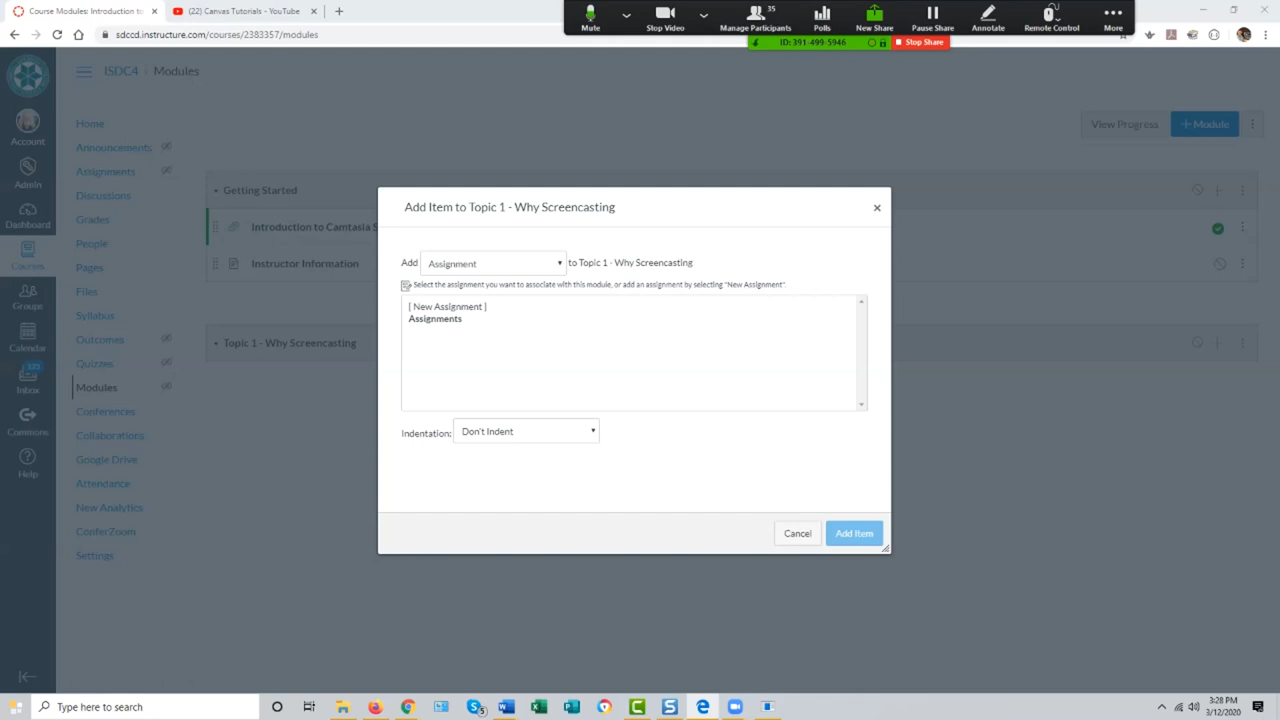 Course Modules: Introduction to
(22) Canvas Tutorials - YouTube
sdccd.instructure.com/courses/2383357/modules
Mute
Stop Video
35
Manage Participants
Polls
New Share
Pause Share
Annotate
Remote Control
More
ID: 391-499-5946
Stop Share
ISDC4
Modules
Account
Admin
Dashboard
Courses
Groups
Calendar
123
Inbox
Commons
Help
Home
Announcements
Assignments
Discussions
Grades
People
Pages
Files
Syllabus
Outcomes
Quizzes
Modules
Conferences
Collaborations
Google Drive
Attendance
New Analytics
ConferZoom
Settings
View Progress
+ Module
Getting Started
Introduction to Camtasia S
Instructor Information
Topic 1 - Why Screencasting
Add Item to Topic 1 - Why Screencasting
Add Assignment to Topic 1 - Why Screencasting
Select the assignment you want to associate with this module, or add an assignment by selecting "New Assignment".
[ New Assignment ]
Assignments
Indentation: Don't Indent
Cancel
Add Item
Type here to search
5
3:28 PM
3/12/2020